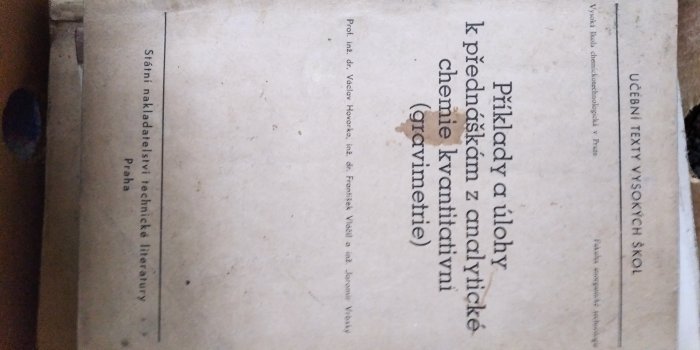 UČEBNÍ TEXTY VYSOKÝCH ŠKOL
Vysoká škola chemickotechnologická v Praze
Fakulta anorganické technologie
Příklady a úlohy
k přednáškám z analytické
chemie kvantitativní
(gravimetrie)
Prof. inž. dr. Václav Hovorka, inž. dr. František Vláčil a inž. Jaromír Vrbský
Státní nakladatelství technické literatury
Praha